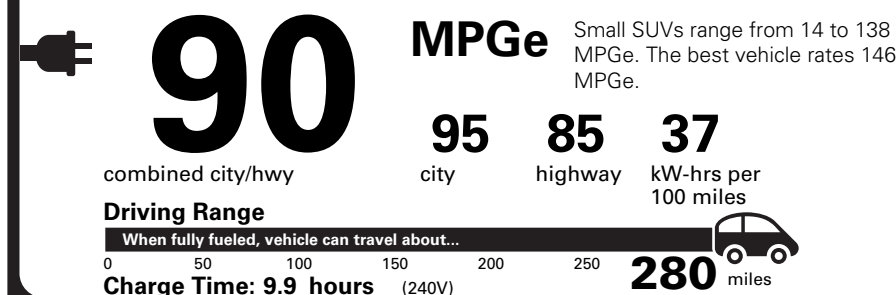 90
MPGe
Small SUVs range from 14 to 138
MPGe. The best vehicle rates 146
MPGe.
combined city/hwy
95
city
85
highway
37
kW-hrs per
100 miles
Driving Range
When fully fueled, vehicle can travel about...
0 50 100 150 200 250 280 miles
Charge Time: 9.9 hours (240V)